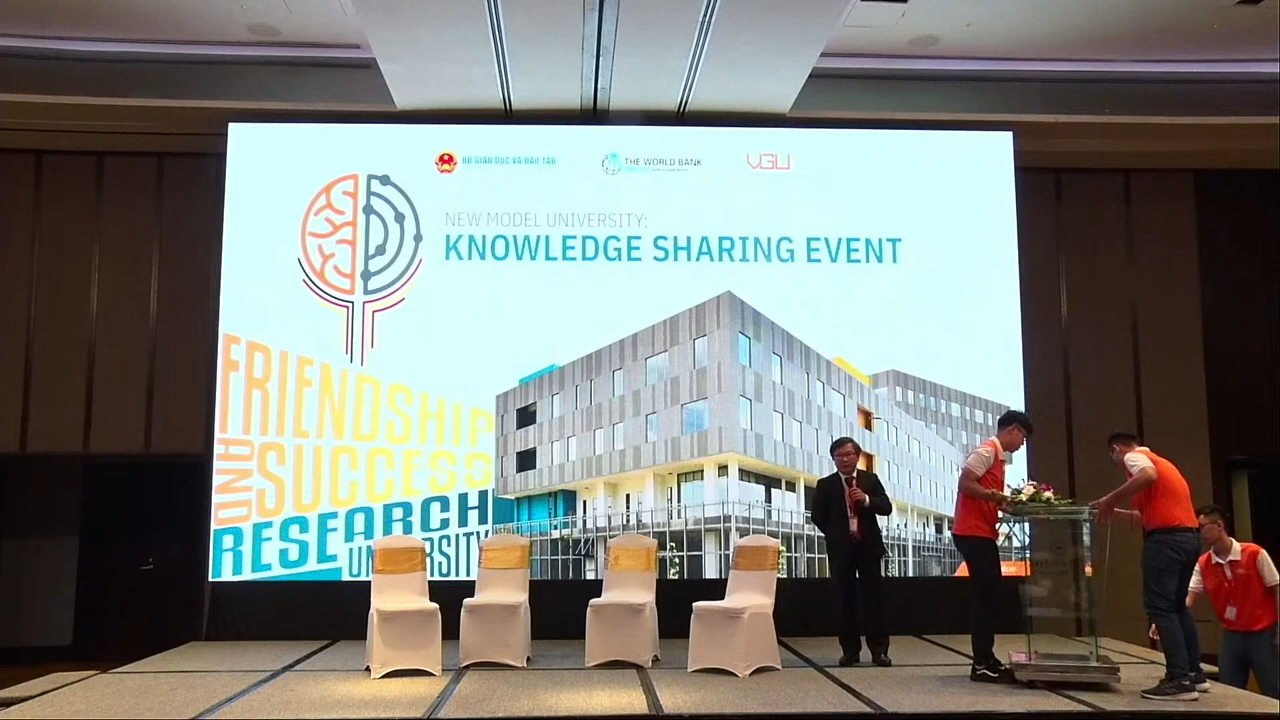 BỘ GIÁO DỤC VÀ ĐÀO TẠO
THE WORLD BANK
VGU
NEW MODEL UNIVERSITY:
KNOWLEDGE SHARING EVENT
FRIENDSHIP
AND
SUCCESS
RESEARCH
UNIVERSITY